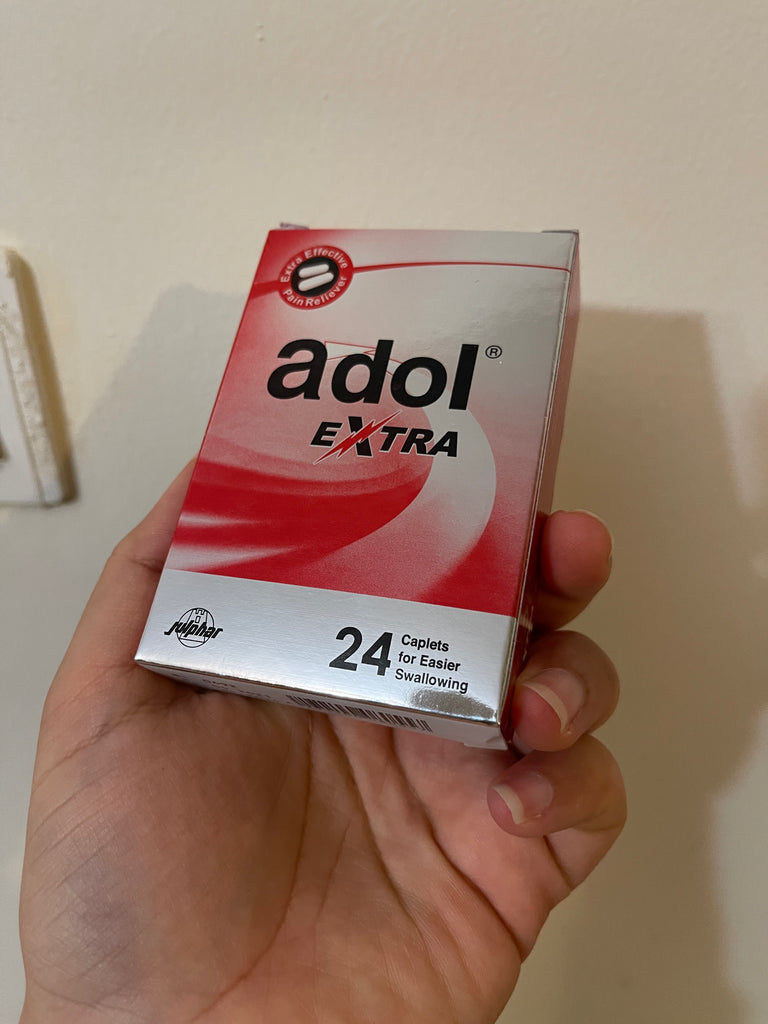 Extra Effective
Pain Reliever
adol®
EXTRA
julphar
24 Caplets
for Easier
Swallowing